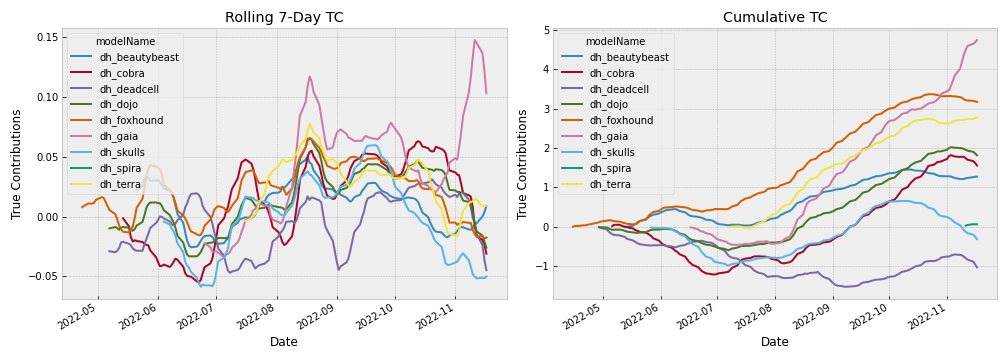 Rolling 7-Day TC
0.15
0.10
0.05
0.00
−0.05
True Contributions
modelName
dh_beautybeast
dh_cobra
dh_deadcell
dh_dojo
dh_foxhound
dh_gaia
dh_skulls
dh_spira
dh_terra
2022-05
2022-06
2022-07
2022-08
2022-09
2022-10
2022-11
Date
Cumulative TC
5
4
3
2
1
0
−1
True Contributions
modelName
dh_beautybeast
dh_cobra
dh_deadcell
dh_dojo
dh_foxhound
dh_gaia
dh_skulls
dh_spira
dh_terra
2022-05
2022-06
2022-07
2022-08
2022-09
2022-10
2022-11
Date